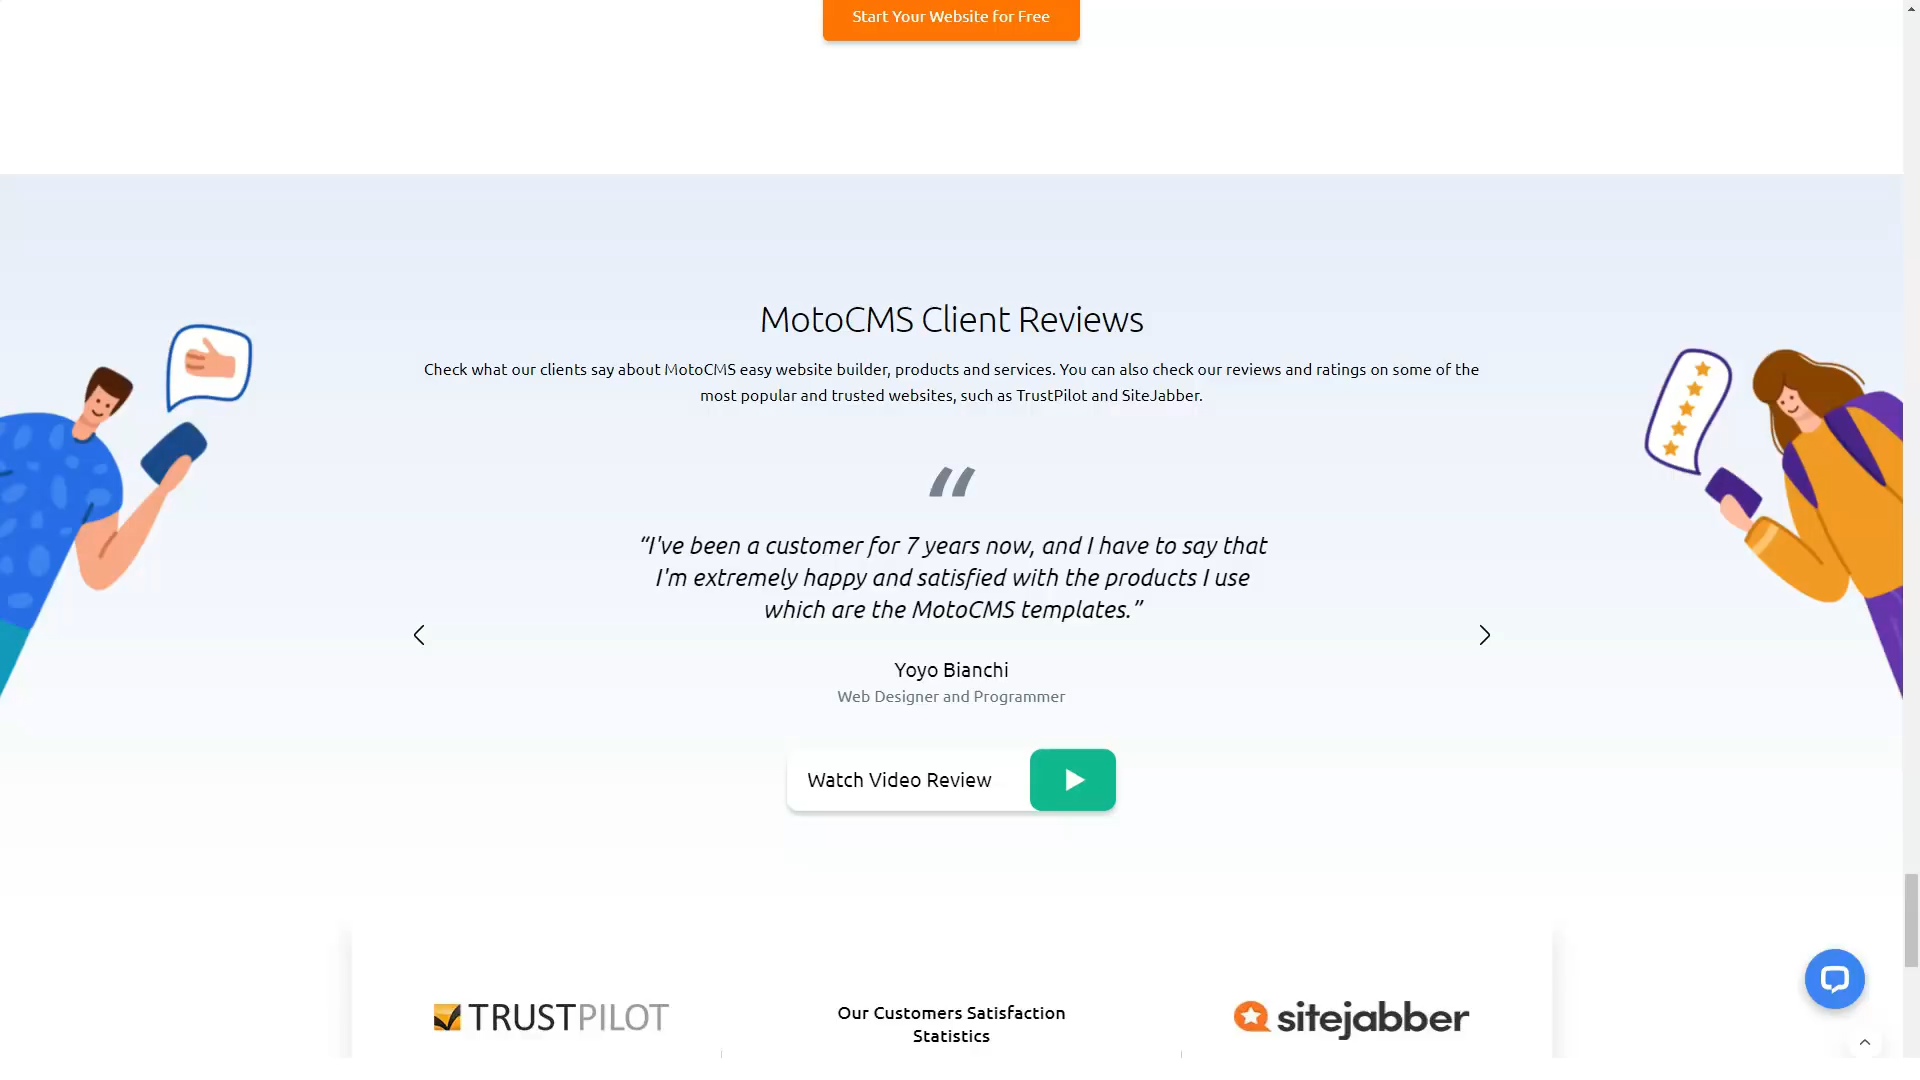 Start Your Website for Free
MotoCMS Client Reviews
Check what our clients say about MotoCMS easy website builder, products and services. You can also check our reviews and ratings on some of the
most popular and trusted websites, such as TrustPilot and SiteJabber.
“
“I've been a customer for 7 years now, and I have to say that
I'm extremely happy and satisfied with the products I use
which are the MotoCMS templates.”
Yoyo Bianchi
Web Designer and Programmer
Watch Video Review
TRUSTPILOT
Our Customers Satisfaction
Statistics
sitejabber